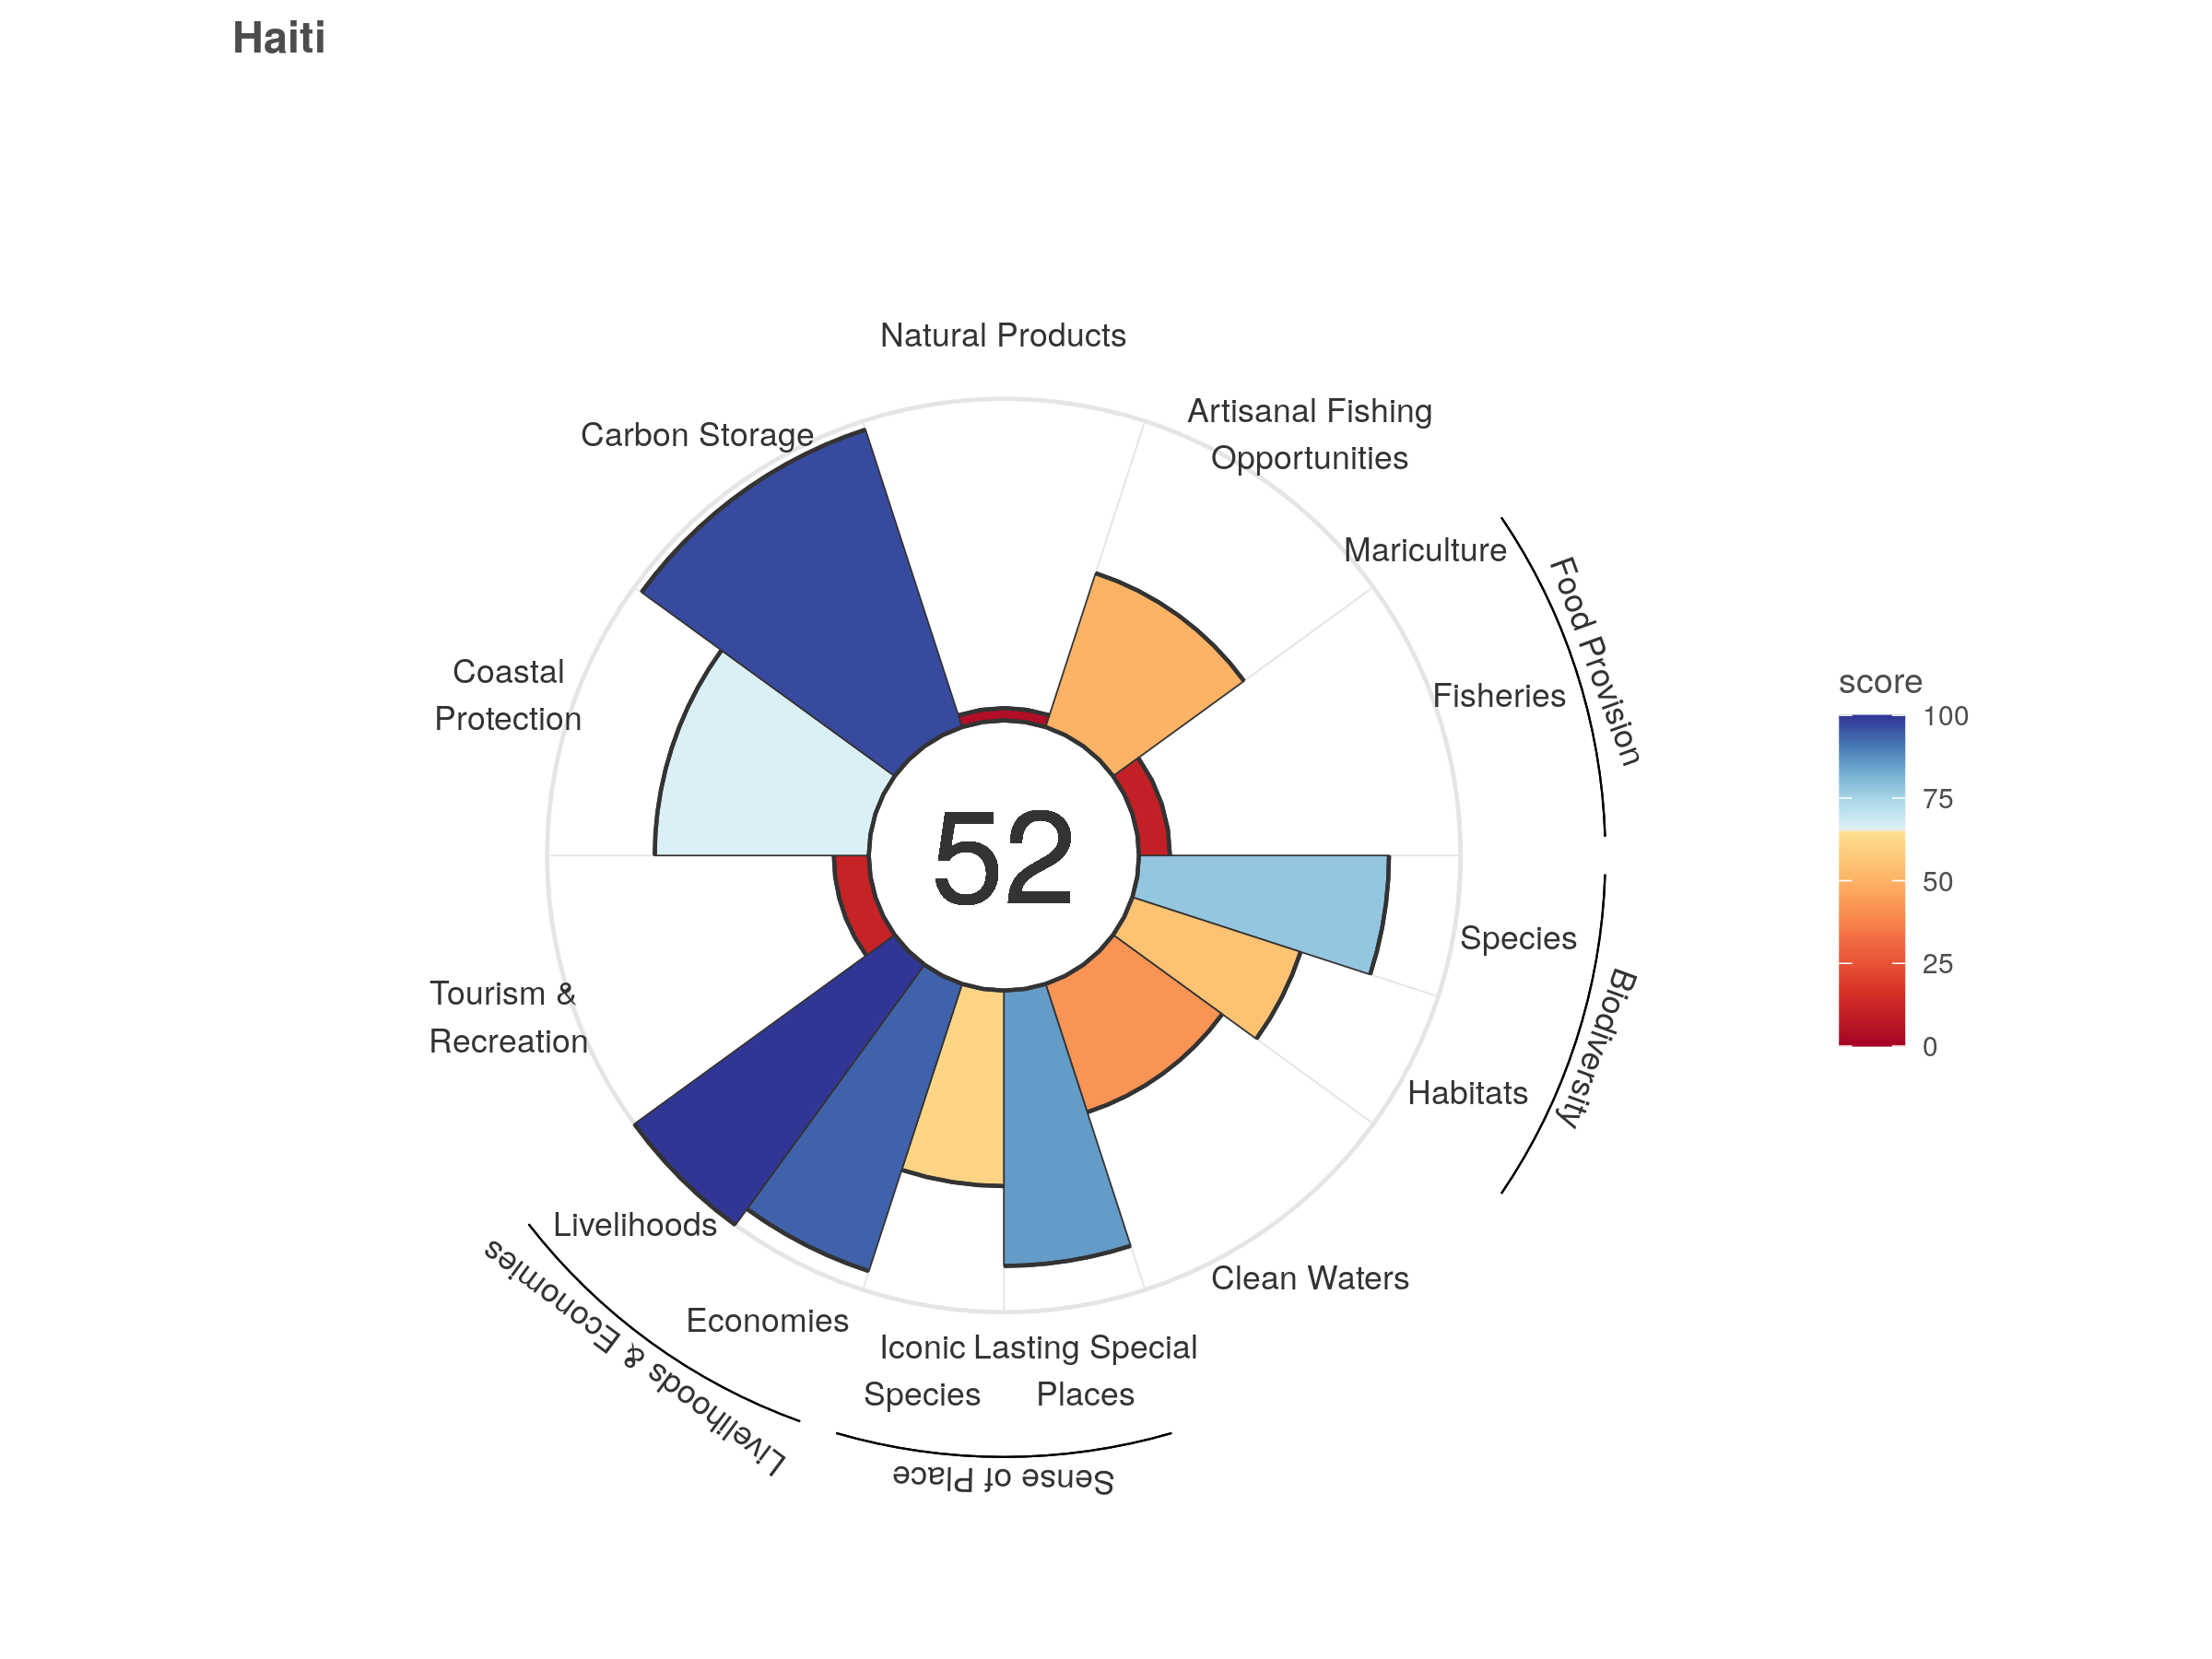 Haiti
Natural Products
Artisanal Fishing
Opportunities
Carbon Storage
Mariculture
Food Provision
Fisheries
Coastal
Protection
score
100
75
50
25
0
52
Species
Biodiversity
Habitats
Tourism &
Recreation
Livelihoods
Livelihoods & Economies
Economies
Clean Waters
Iconic
Species
Lasting Special
Places
Sense of Place